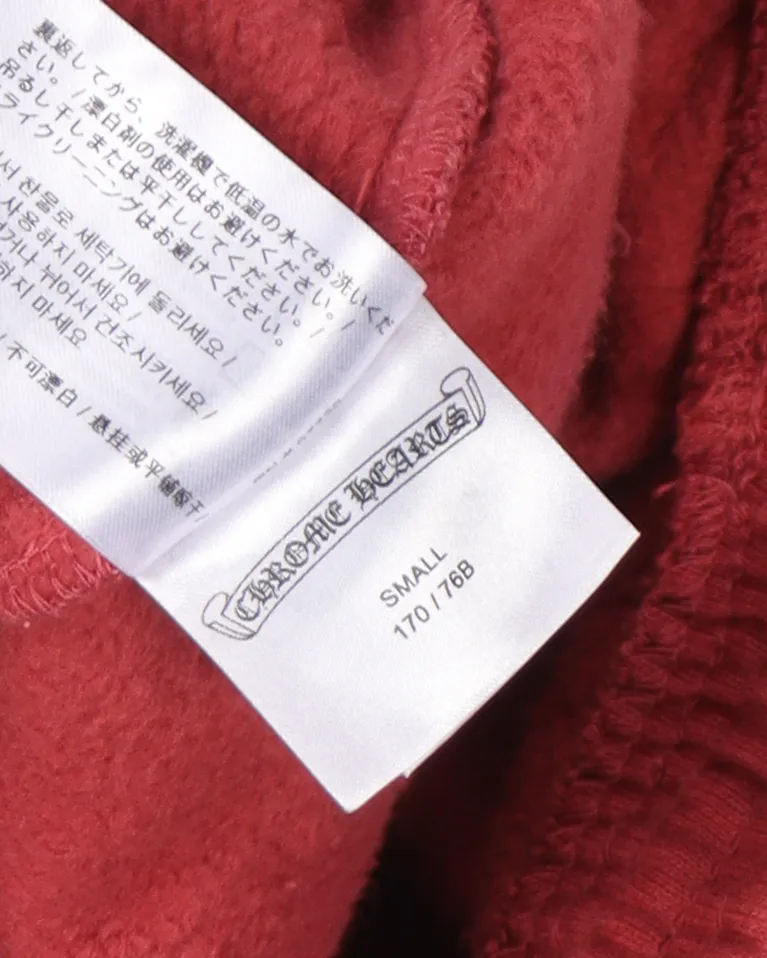 裏返してから、洗濯機で低温の水でお洗いくだ
さい。/漂白剤の使用はお避けください。/
吊るし干しまたは平干ししてください。/
ライクリーニングはお避けください。
서 찬물로 세탁기에 돌리세요 /
사용하지 마세요 /
거나 뉘어서 건조시키세요 /
하지 마세요
/ 不可漂白 / 悬挂或平铺晾干 /
CHROME HEARTS
SMALL
170 / 76B